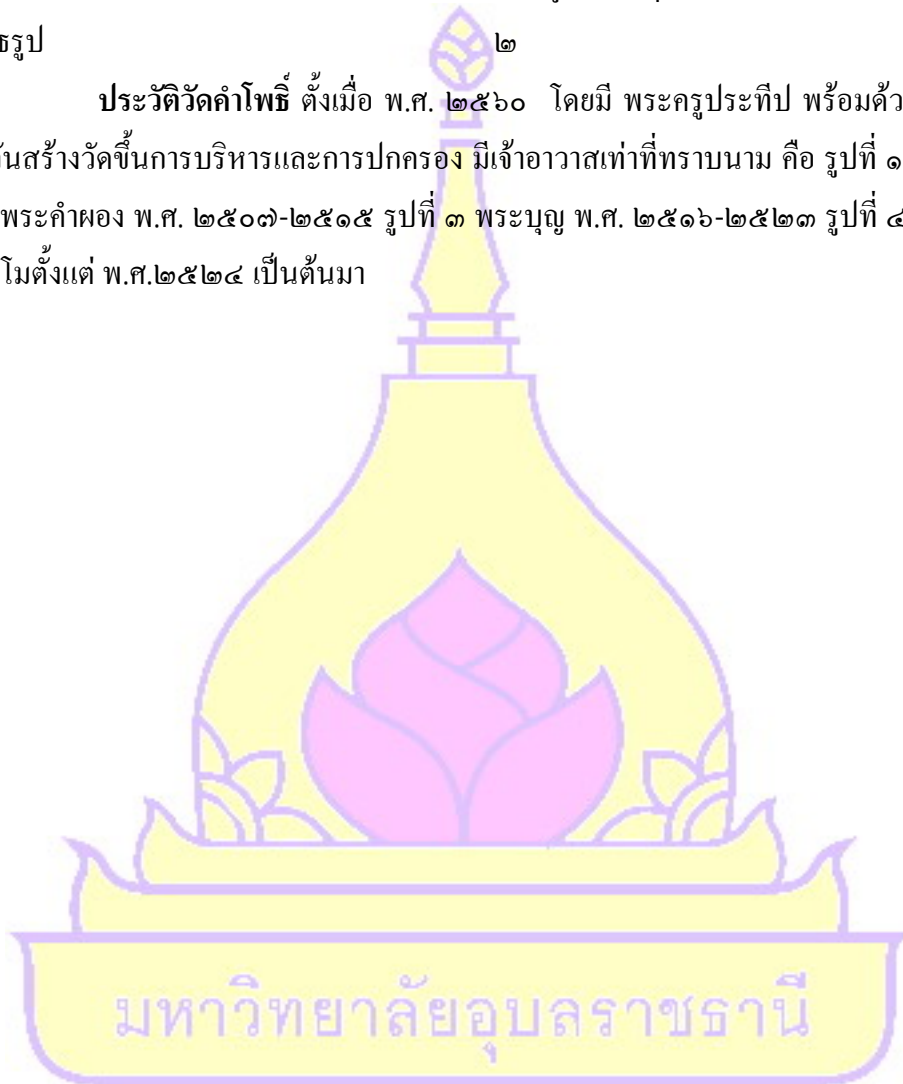 ธรูป ๒
ประวัติวัดคำโพธิ์ ตั้งเมื่อ พ.ศ. ๒๕๖๐ โดยมี พระครูประทีป พร้อมด้ว
ันสร้างวัดขึ้นการบริหารและการปกครอง มีเจ้าอาวาสเท่าที่ทราบนาม คือ รูปที่ ๑
พระคำผอง พ.ศ. ๒๕๐๗-๒๕๑๕ รูปที่ ๓ พระบุญ พ.ศ. ๒๕๑๖-๒๕๒๓ รูปที่ ๔
โมตั้งแต่ พ.ศ.๒๕๒๔ เป็นต้นมา
มหาวิทยาลัยอุบลราชธานี